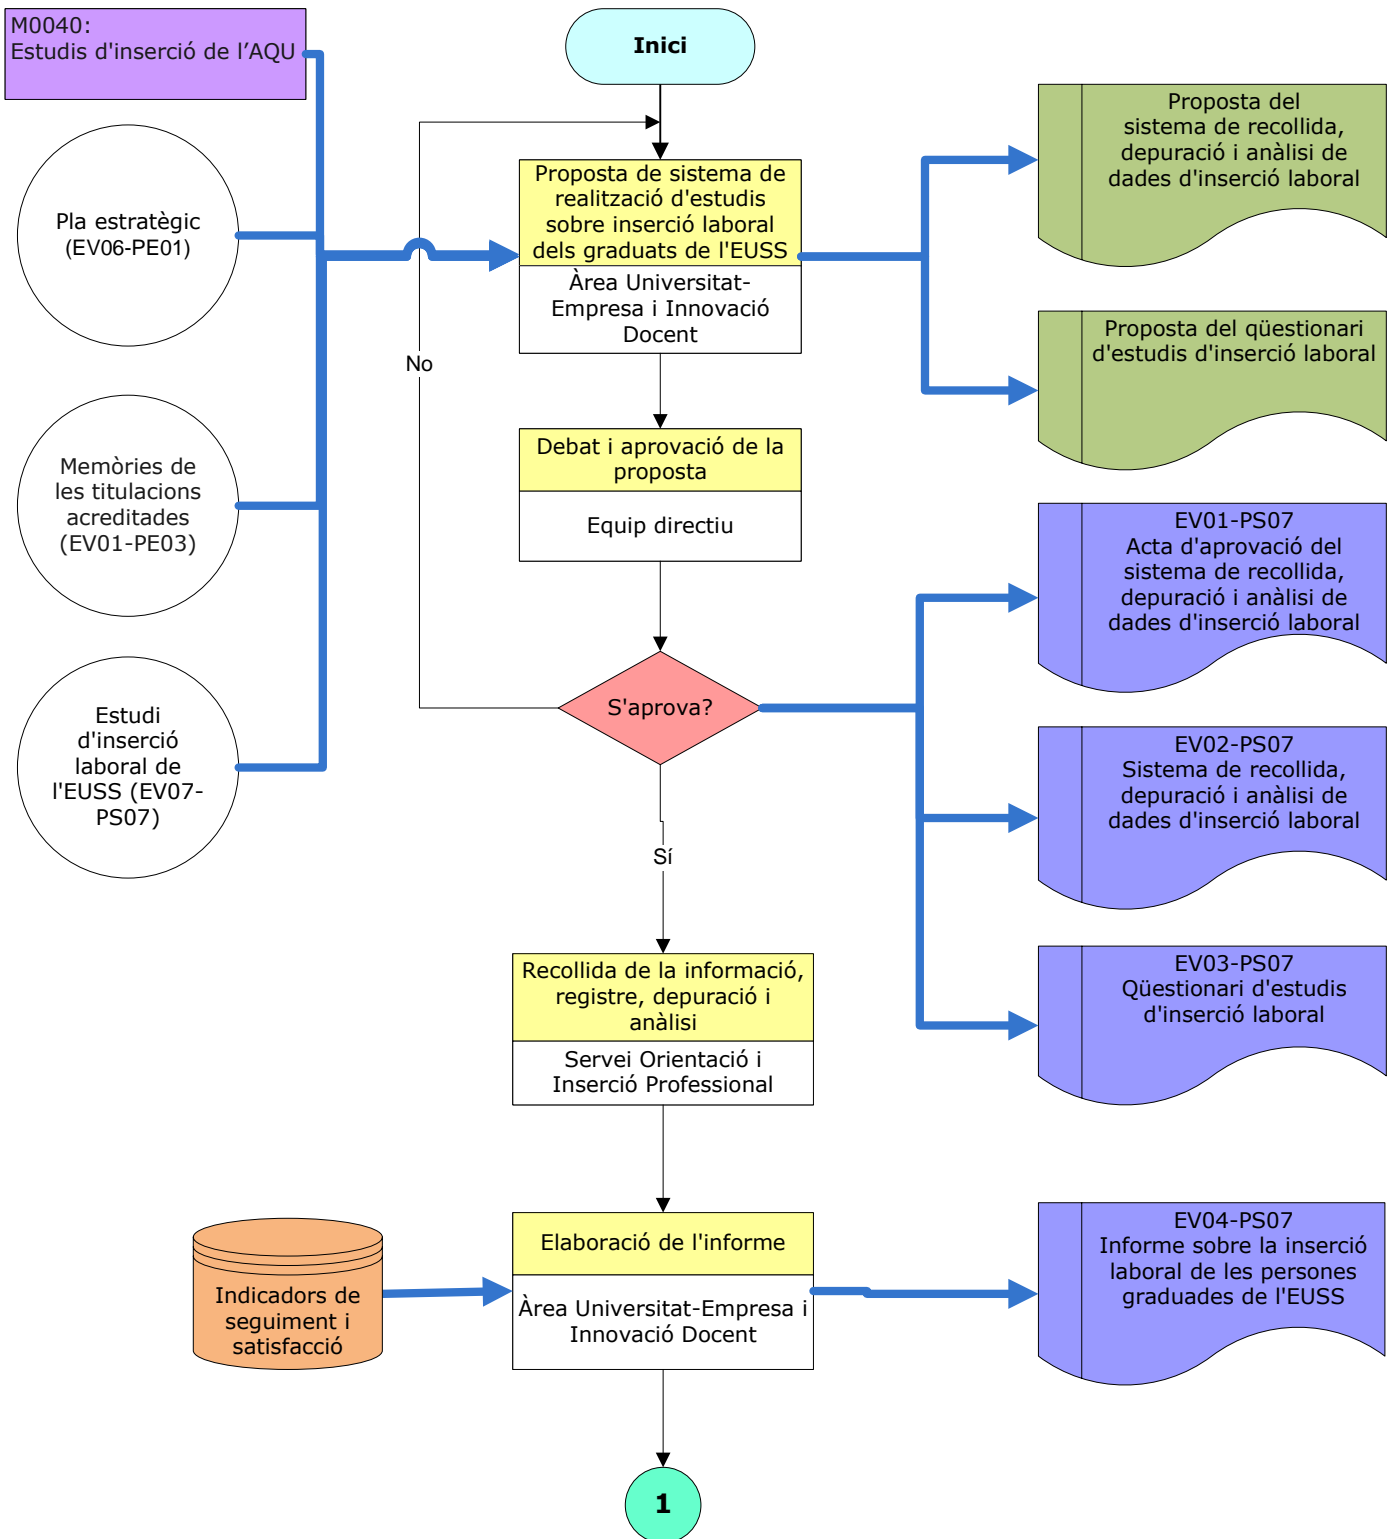 M0040:
Estudis d'inserció de l’AQU
Inici
Proposta del
sistema de recollida,
depuració i anàlisi de
dades d'inserció laboral
Proposta de sistema de
realització d'estudis
sobre inserció laboral
dels graduats de l'EUSS
Àrea Universitat-
Empresa i Innovació
Docent
Pla estratègic
(EV06-PE01)
Proposta del qüestionari
d'estudis d'inserció laboral
No
Debat i aprovació de la
proposta
Equip directiu
Memòries de
les titulacions
acreditades
(EV01-PE03)
EV01-PS07
Acta d'aprovació del
sistema de recollida,
depuració i anàlisi de
dades d'inserció laboral
S'aprova?
Estudi
d'inserció
laboral de
l'EUSS (EV07-
PS07)
EV02-PS07
Sistema de recollida,
depuració i anàlisi de
dades d'inserció laboral
Sí
Recollida de la informació,
registre, depuració i
anàlisi
Servei Orientació i
Inserció Professional
EV03-PS07
Qüestionari d'estudis
d'inserció laboral
Elaboració de l'informe
Àrea Universitat-Empresa i
Innovació Docent
Indicadors de
seguiment i
satisfacció
EV04-PS07
Informe sobre la inserció
laboral de les persones
graduades de l'EUSS
1